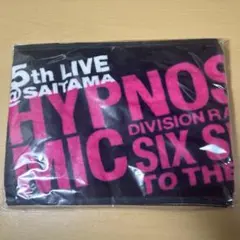 5th LIVE
@SAITAMA
HYPNOS
DIVISION RA
MIC SIX S
TO THE